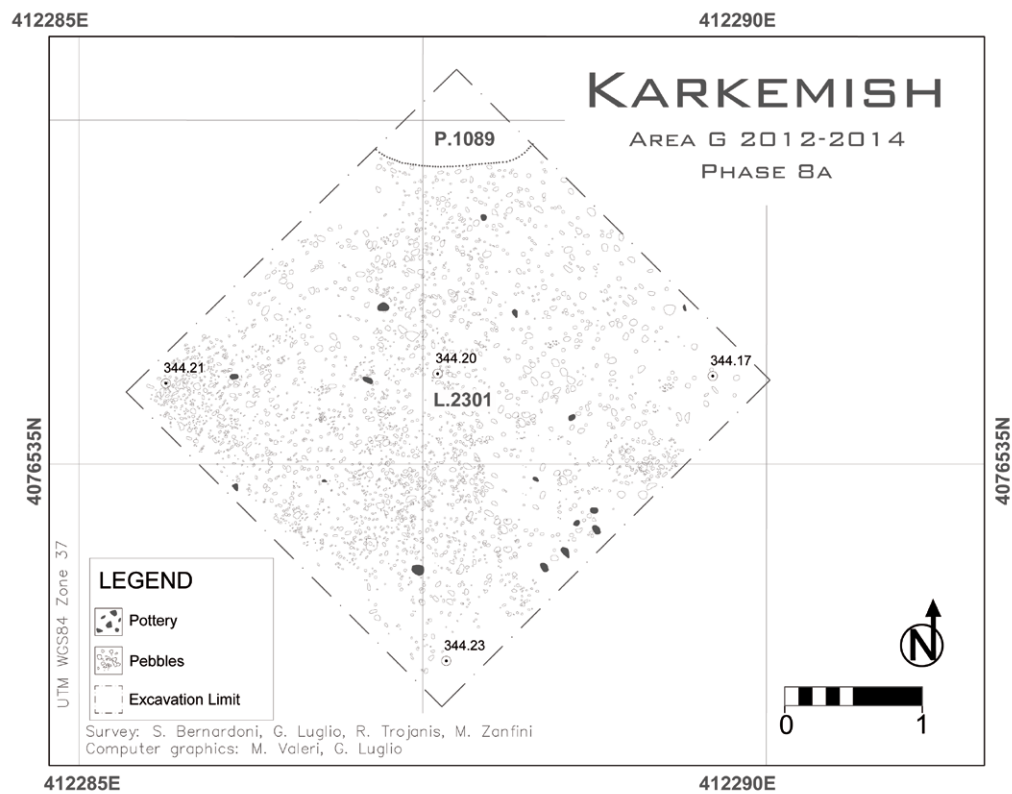 412285E
412290E
KARKEMISH
AREA G 2012-2014
PHASE 8A
P.1089
344.21
344.20
344.17
L.2301
4076535N
4076535N
344.23
UTM WGS84 Zone 37
LEGEND
Pottery
Pebbles
Excavation Limit
N
0
1
Survey: S. Bernardoni, G. Luglio, R. Trojanis, M. Zanfini
Computer graphics: M. Valeri, G. Luglio
412285E
412290E